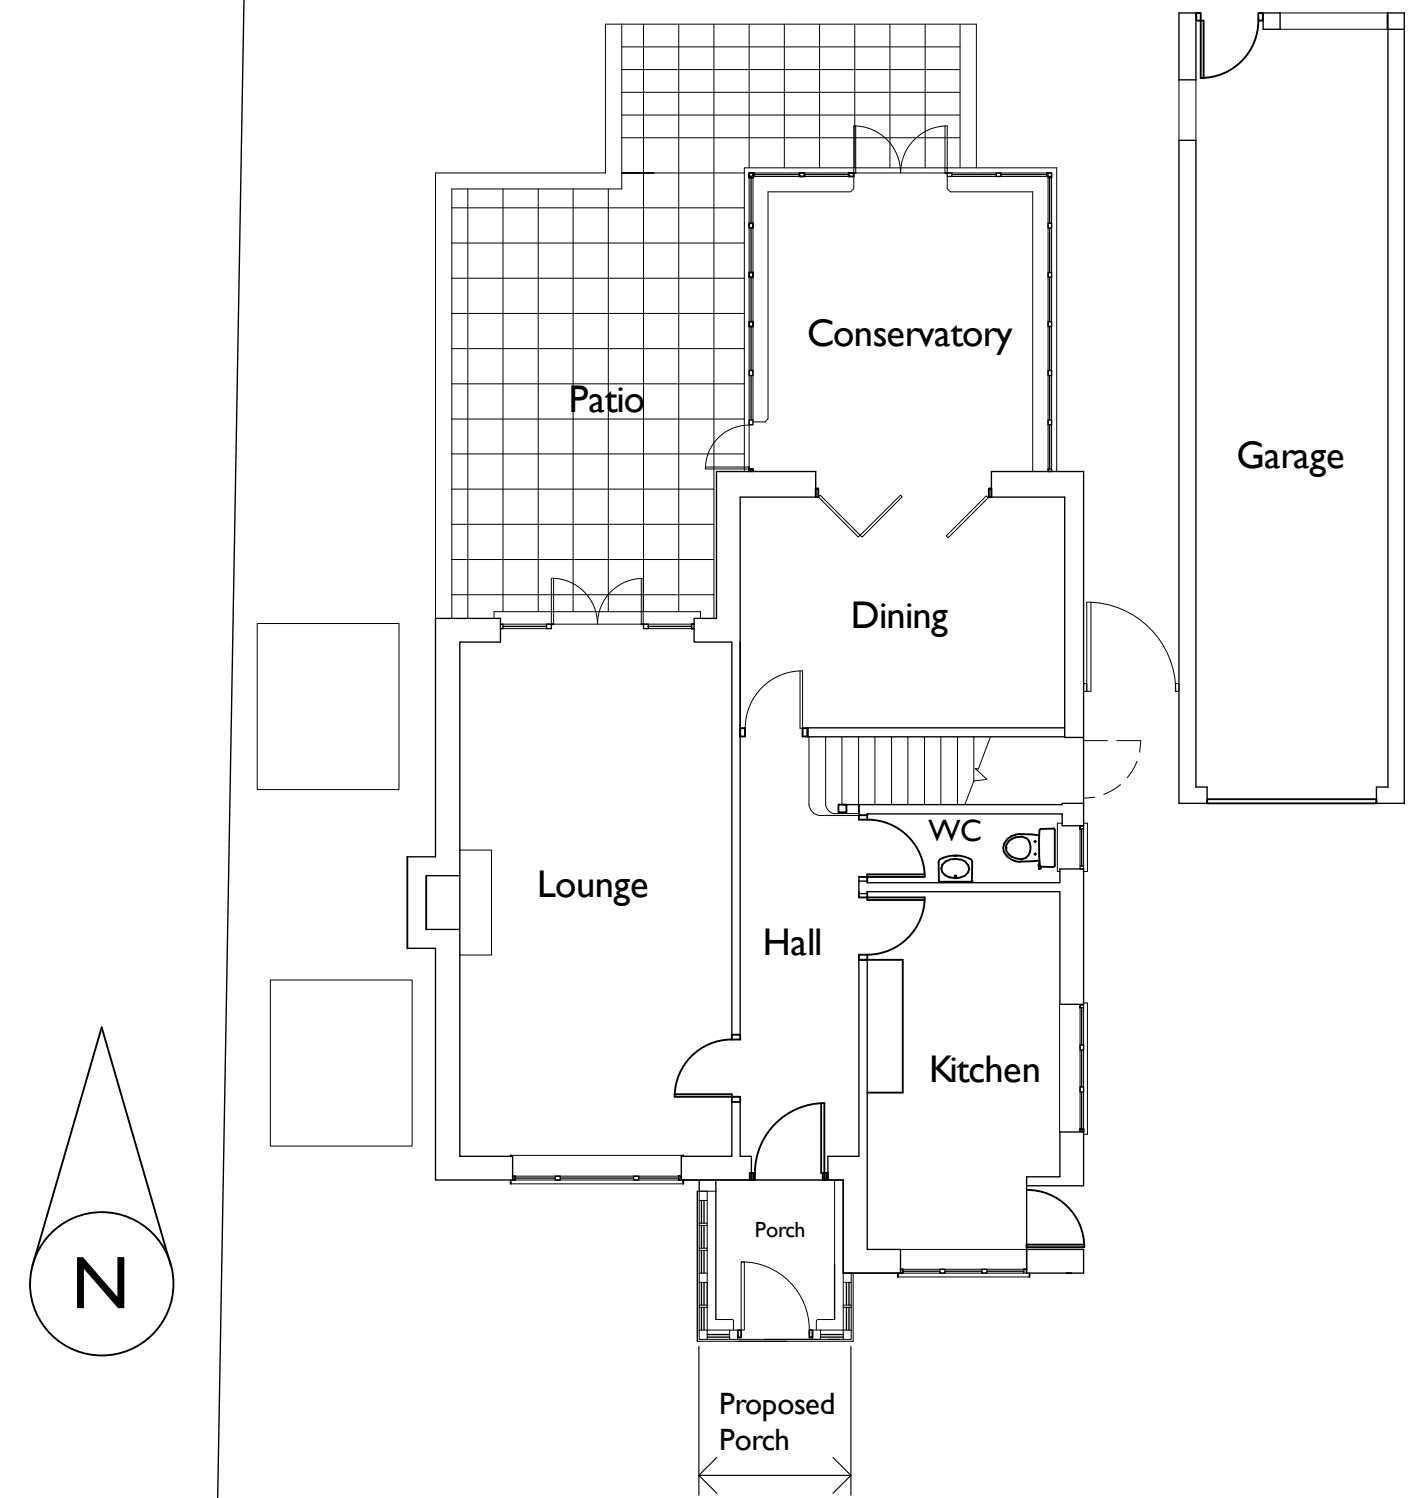 Conservatory
Patio
Garage
Dining
WC
Lounge
Hall
Kitchen
Porch
N
Proposed
Porch